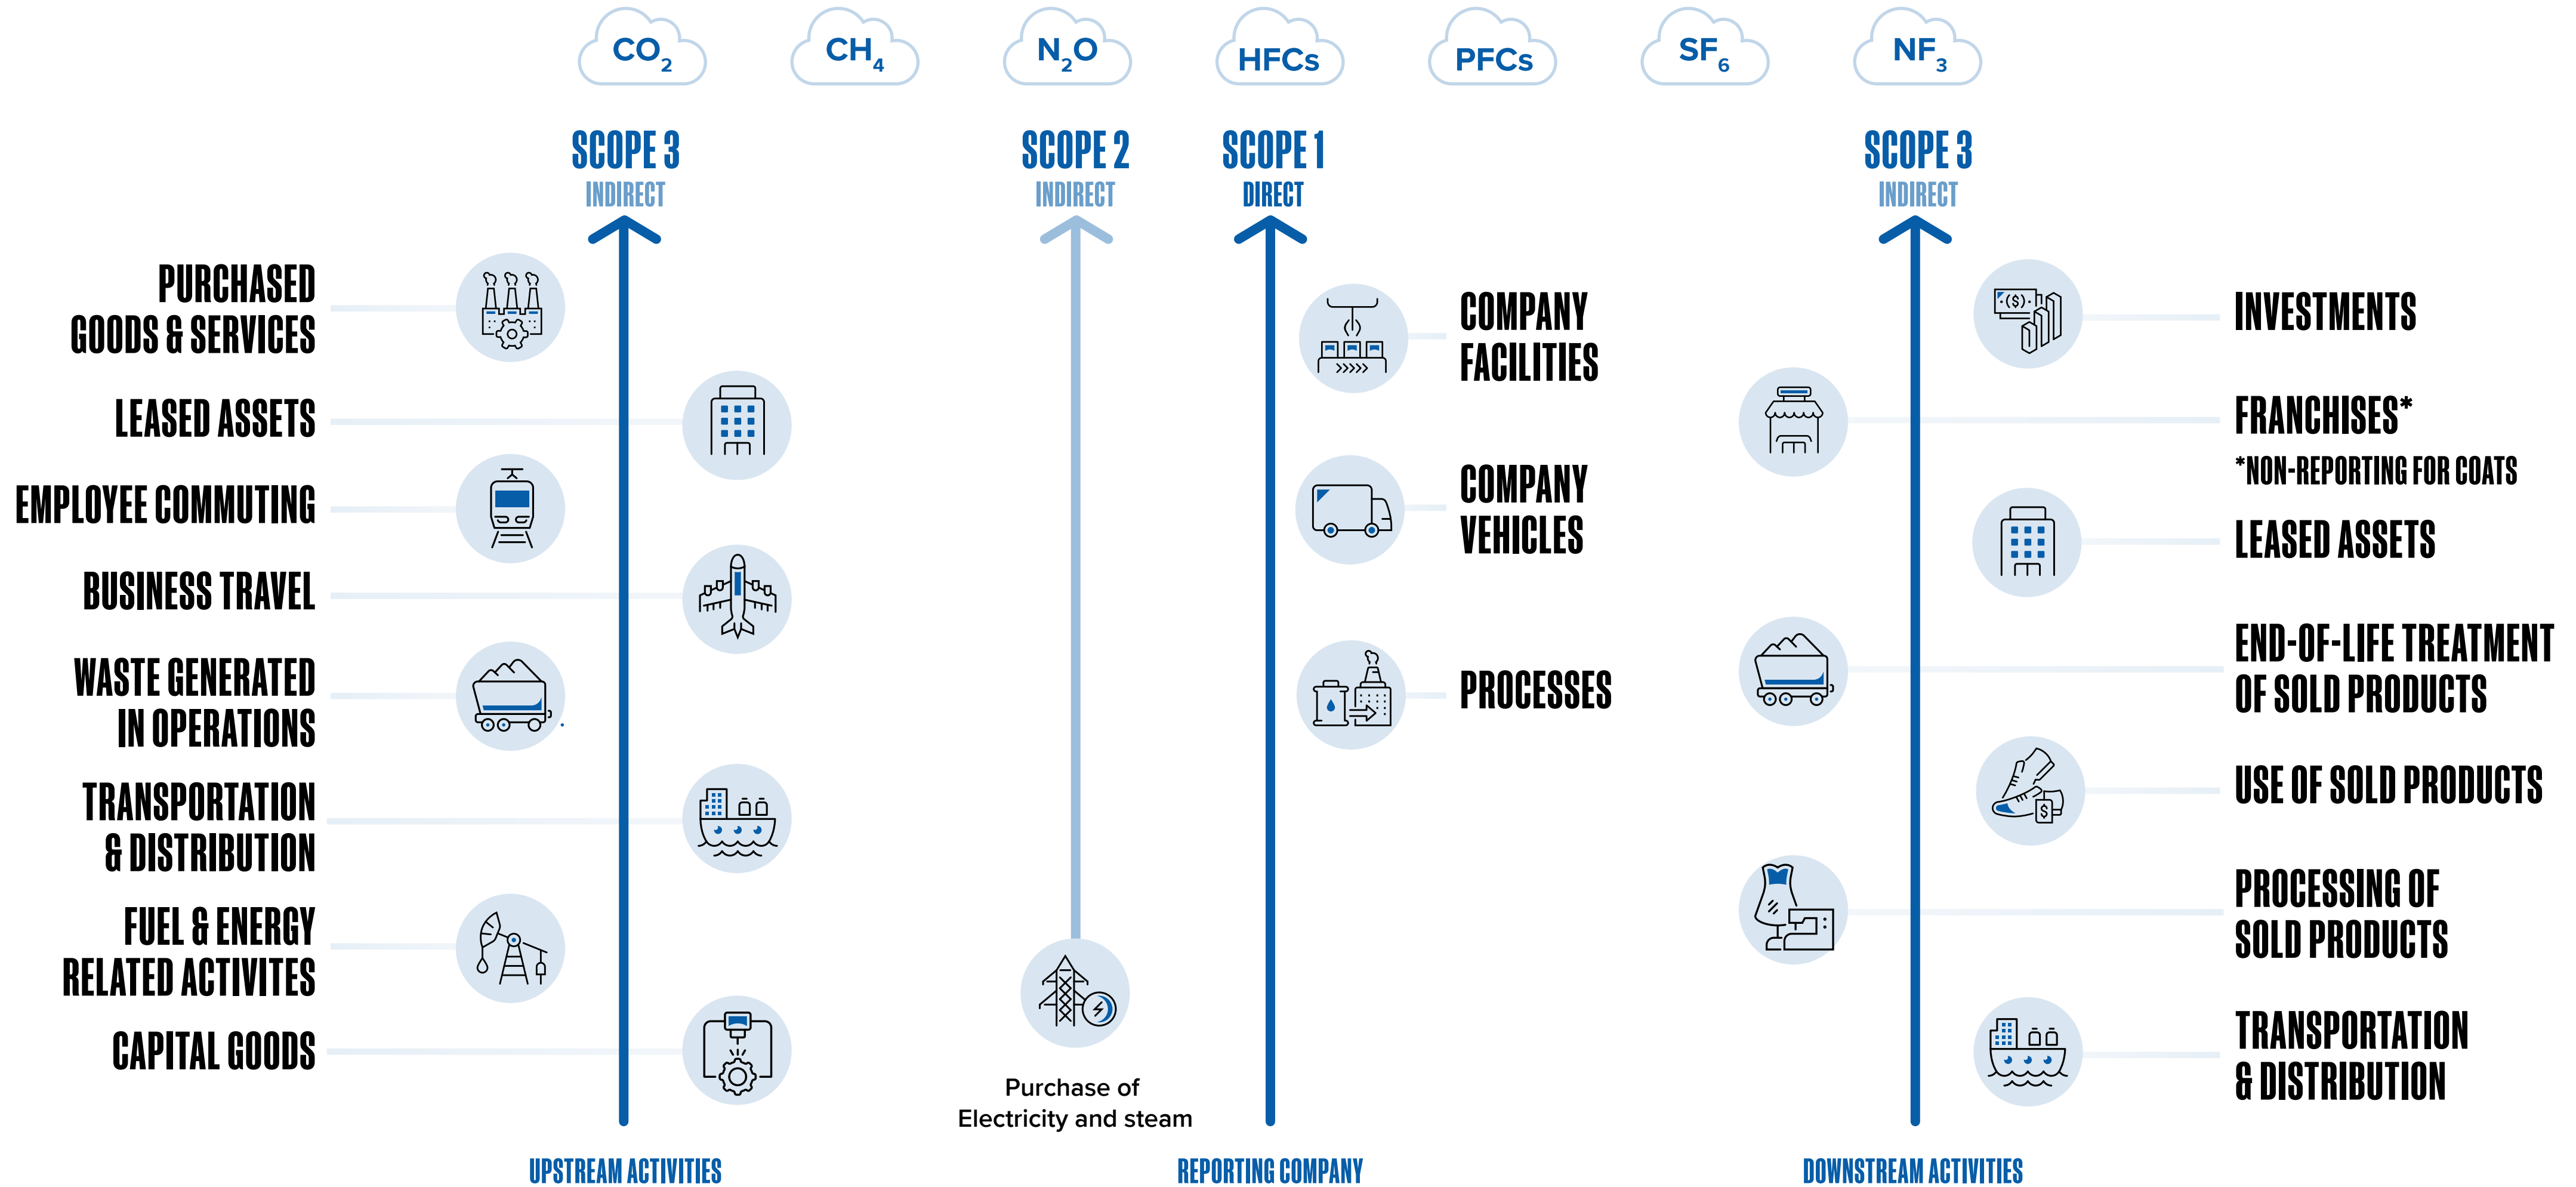 CO2
CH4
N2O
HFCs
PFCs
SF6
NF3
SCOPE 3
INDIRECT
SCOPE 2
INDIRECT
SCOPE 1
DIRECT
SCOPE 3
INDIRECT
PURCHASED
GOODS & SERVICES
LEASED ASSETS
EMPLOYEE COMMUTING
BUSINESS TRAVEL
WASTE GENERATED
IN OPERATIONS
TRANSPORTATION
& DISTRIBUTION
FUEL & ENERGY
RELATED ACTIVITES
CAPITAL GOODS
Purchase of
Electricity and steam
COMPANY
FACILITIES
COMPANY
VEHICLES
PROCESSES
($)
INVESTMENTS
FRANCHISES*
*NON-REPORTING FOR COATS
LEASED ASSETS
END-OF-LIFE TREATMENT
OF SOLD PRODUCTS
$
USE OF SOLD PRODUCTS
PROCESSING OF
SOLD PRODUCTS
TRANSPORTATION
& DISTRIBUTION
UPSTREAM ACTIVITIES
REPORTING COMPANY
DOWNSTREAM ACTIVITIES